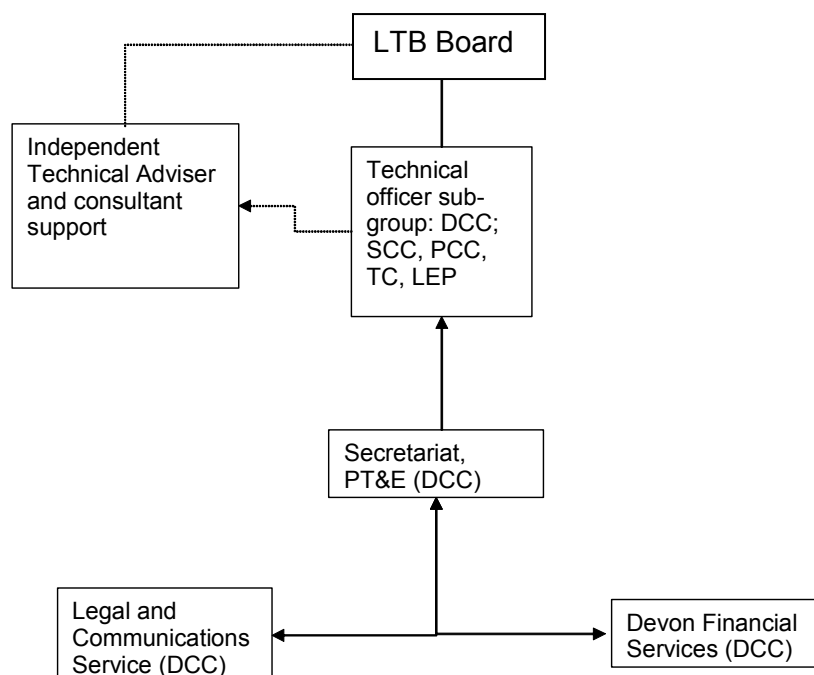 LTB Board
Independent
Technical Adviser
and consultant
support
Technical
officer sub-
group: DCC;
SCC, PCC,
TC, LEP
Secretariat,
PT&E (DCC)
Legal and
Communications
Service (DCC)
Devon Financial
Services (DCC)